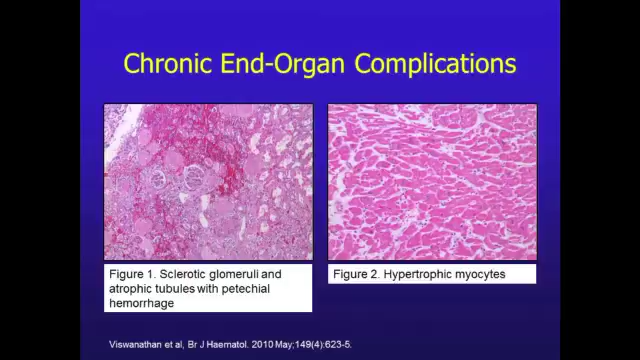 Chronic End-Organ Complications
Figure 1. Sclerotic glomeruli and
atrophic tubules with petechial
hemorrhage
Figure 2. Hypertrophic myocytes
Viswanathan et al, Br J Haematol. 2010 May;149(4):623-5.